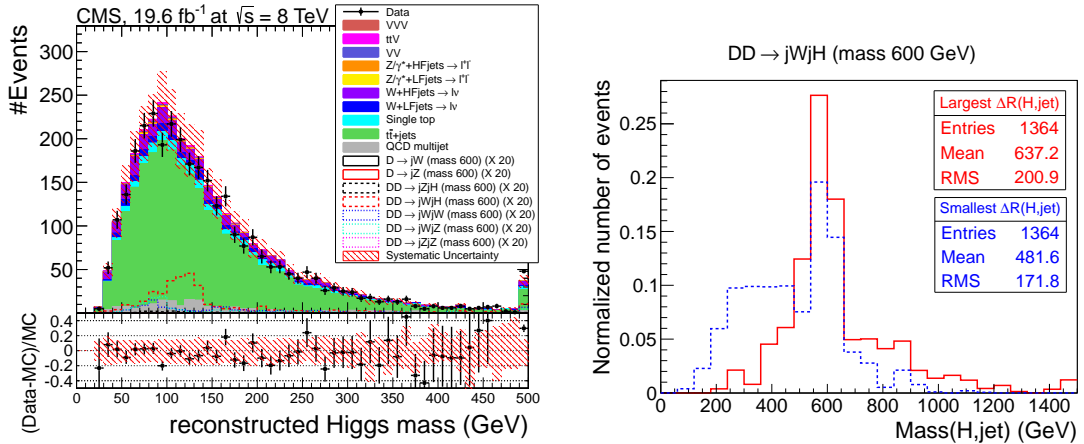 CMS, 19.6 fb⁻¹ at √s = 8 TeV
#Events
300
250
200
150
100
50
Data
VVV
ttV
VV
Z/γ*+HFjets→ l⁺l⁻
Z/γ*+LFjets→ l⁺l⁻
W+HFjets → lν
W+LFjets → lν
Single top
tt̄+jets
QCD multijet
D → jW (mass 600) (X 20)
D → jZ (mass 600) (X 20)
DD → jZjH (mass 600) (X 20)
DD → jWjH (mass 600) (X 20)
DD → jWjW (mass 600) (X 20)
DD → jWjZ (mass 600) (X 20)
DD → jZjZ (mass 600) (X 20)
Systematic Uncertainty
(Data-MC)/MC
0.4
0.2
0
-0.2
-0.4
0 50 100 150 200 250 300 350 400 450 500
reconstructed Higgs mass (GeV)
DD → jWjH (mass 600 GeV)
Normalized number of events
0.25
0.2
0.15
0.1
0.05
0
Largest ΔR(H,jet)
Entries 1364
Mean 637.2
RMS 200.9
Smallest ΔR(H,jet)
Entries 1364
Mean 481.6
RMS 171.8
0 200 400 600 800 1000 1200 1400
Mass(H,jet) (GeV)